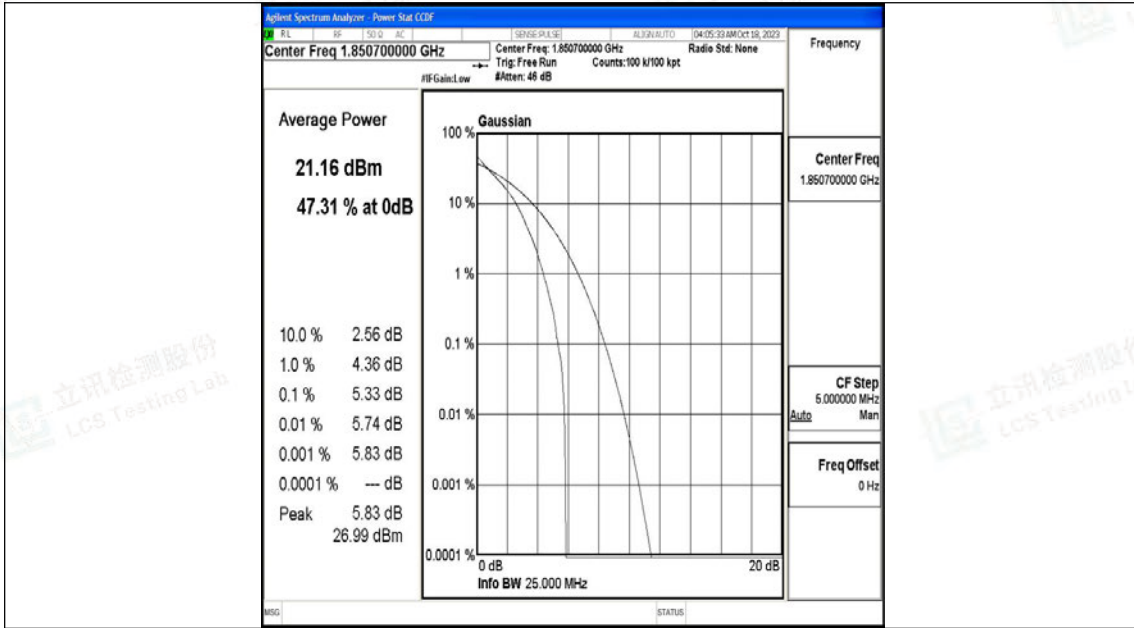 Agilent Spectrum Analyzer - Power Stat CCDF
RL RF 50 Ω AC SENSE:PULSE ALIGNAUTO 04:05:33 AM Oct 18, 2023
Center Freq 1.850700000 GHz
Center Freq: 1.850700000 GHz Radio Std: None
Trig: Free Run Counts:100 k/100 kpt
#IFGain:Low #Atten: 46 dB
Frequency
Center Freq
1.850700000 GHz
CF Step
5.000000 MHz
Auto Man
Freq Offset
0 Hz
Average Power
21.16 dBm
47.31 % at 0dB
10.0 % 2.56 dB
1.0 % 4.36 dB
0.1 % 5.33 dB
0.01 % 5.74 dB
0.001 % 5.83 dB
0.0001 % --- dB
Peak 5.83 dB
26.99 dBm
Gaussian
100 %
10 %
1 %
0.1 %
0.01 %
0.001 %
0.0001 %
0 dB 20 dB
Info BW 25.000 MHz
MSG STATUS
立讯检测股份
LCS Testing Lab
立讯检测股份
LCS Testing L